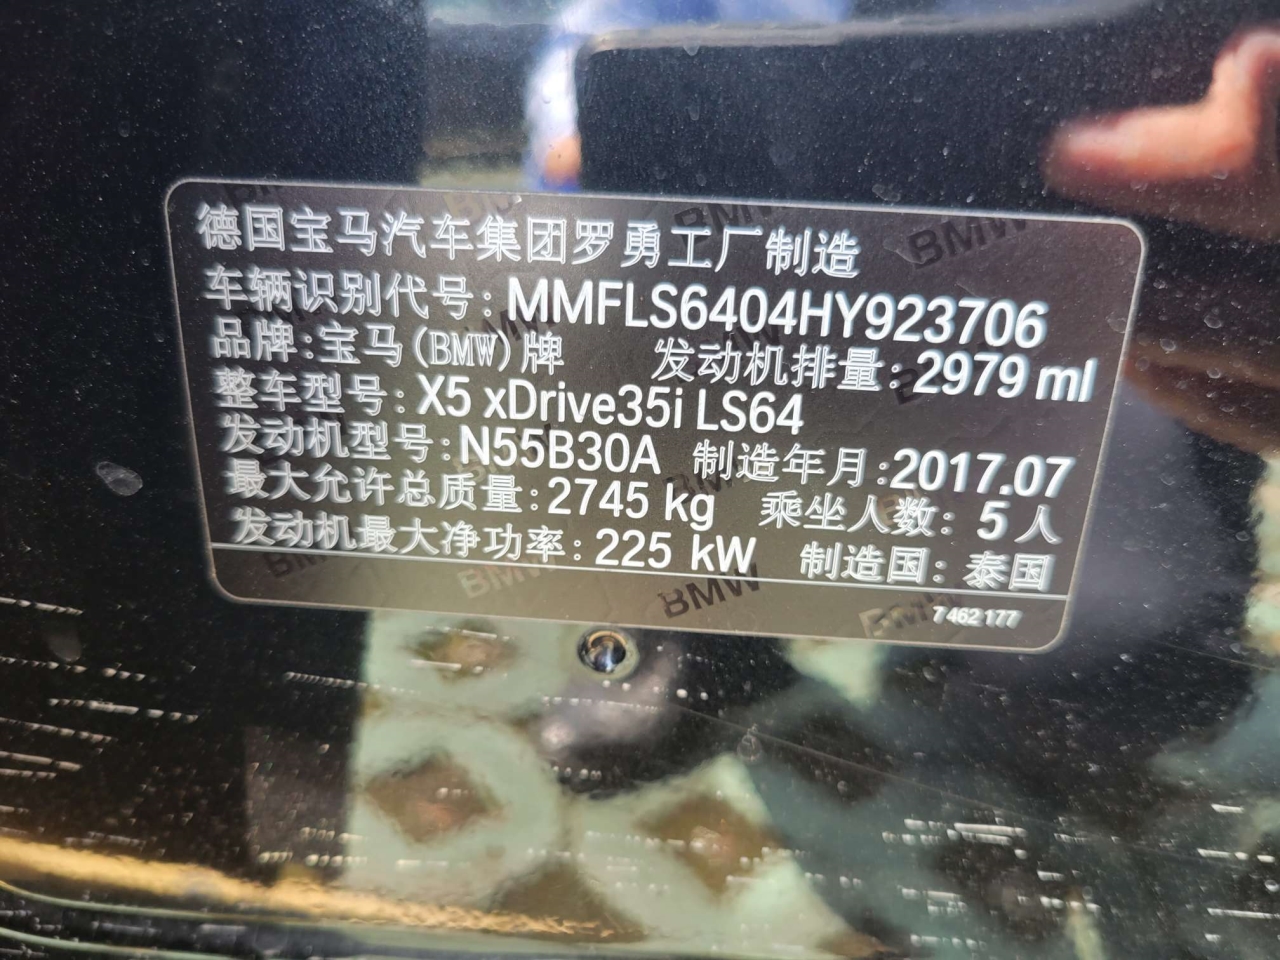 德国宝马汽车集团罗勇工厂制造
车辆识别代号: MMFLS6404HY923706
品牌:宝马(BMW)牌 发动机排量: 2979 ml
整车型号: X5 xDrive35i LS64
发动机型号: N55B30A 制造年月:2017.07
最大允许总质量:2745 kg 乘坐人数: 5 人
发动机最大净功率: 225 kW 制造国: 泰国
7 462 177